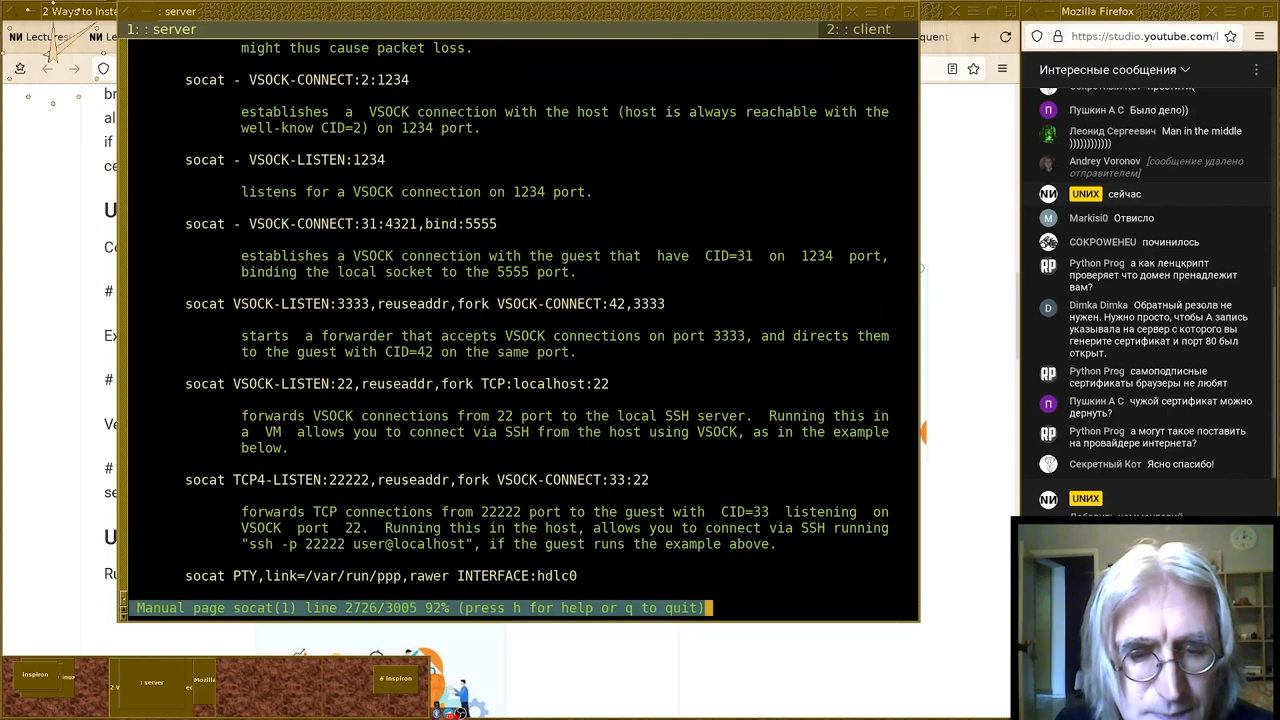 2 Ways to Insta
: server
Mozilla Firefox
1: : server
2: : client
Lectures
https://studio.youtube.com/l
might thus cause packet loss.
socat - VSOCK-CONNECT:2:1234
establishes a VSOCK connection with the host (host is always reachable with the
well-know CID=2) on 1234 port.
socat - VSOCK-LISTEN:1234
listens for a VSOCK connection on 1234 port.
socat - VSOCK-CONNECT:31:4321,bind:5555
establishes a VSOCK connection with the guest that have CID=31 on 1234 port,
binding the local socket to the 5555 port.
socat VSOCK-LISTEN:3333,reuseaddr,fork VSOCK-CONNECT:42,3333
starts a forwarder that accepts VSOCK connections on port 3333, and directs them
to the guest with CID=42 on the same port.
socat VSOCK-LISTEN:22,reuseaddr,fork TCP:localhost:22
forwards VSOCK connections from 22 port to the local SSH server. Running this in
a VM allows you to connect via SSH from the host using VSOCK, as in the example
below.
socat TCP4-LISTEN:22222,reuseaddr,fork VSOCK-CONNECT:33:22
forwards TCP connections from 22222 port to the guest with CID=33 listening on
VSOCK port 22. Running this in the host, allows you to connect via SSH running
"ssh -p 22222 user@localhost", if the guest runs the example above.
socat PTY,link=/var/run/ppp,rawer INTERFACE:hdlc0
Manual page socat(1) line 2726/3005 92% (press h for help or q to quit)
Интересные сообщения
Пушкин А С Было дело))
Леонид Сергеевич Man in the middle
))))))))))))
Andrey Voronov [сообщение удалено
отправителем]
UNИX сейчас
Markisi0 Отвисло
COKPOWEHEU починилось
Python Prog а как ленцкрипт
проверяет что домен пренадлежит
вам?
Dimka Dimka Обратный резолв не
нужен. Нужно просто, чтобы А запись
указывала на сервер с которого вы
генерите сертификат и порт 80 был
открыт.
Python Prog самоподписные
сертификаты браузеры не любят
Пушкин А С чужой сертификат можно
дернуть?
Python Prog а могут такое поставить
на провайдере интернета?
Секретный Кот Ясно спасибо!
UNИX
inspiron
: server
Mozilla
# inspiron